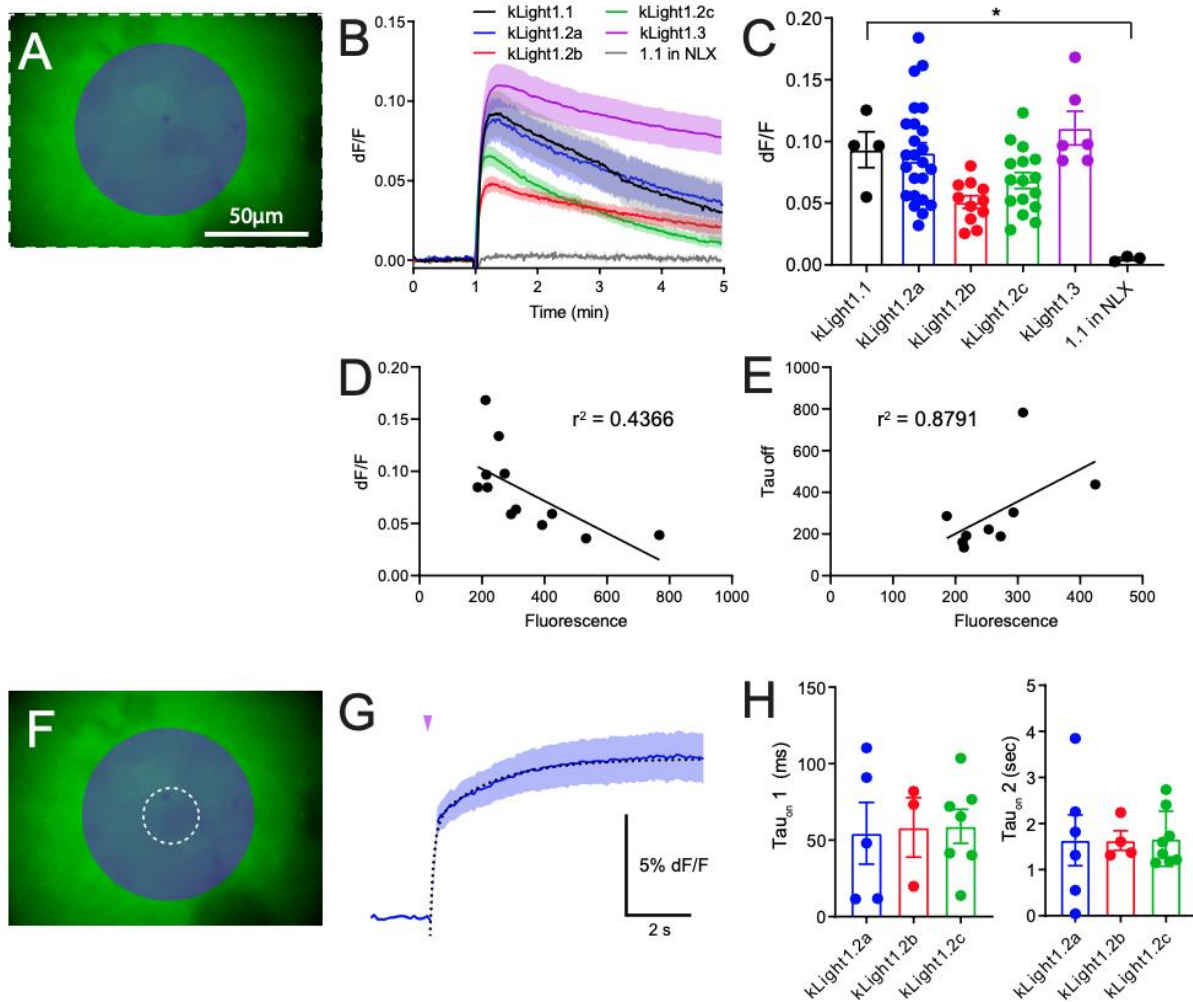 A
50μm
B
kLight1.1
kLight1.2a
kLight1.2b
kLight1.2c
kLight1.3
1.1 in NLX
0.15
0.10
0.05
0.00
dF/F
0
1
2
3
4
5
Time (min)
C
*
0.20
0.15
0.10
0.05
0.00
dF/F
kLight1.1
kLight1.2a
kLight1.2b
kLight1.2c
kLight1.3
1.1 in NLX
D
r² = 0.4366
0.20
0.15
0.10
0.05
0.00
dF/F
0
200
400
600
800
1000
Fluorescence
E
r² = 0.8791
1000
800
600
400
200
0
Tau off
0
100
200
300
400
500
Fluorescence
F
G
5% dF/F
2 s
H
150
100
50
0
Tauon 1 (ms)
kLight1.2a
kLight1.2b
kLight1.2c
5
4
3
2
1
0
Tauon 2 (sec)
kLight1.2a
kLight1.2b
kLight1.2c